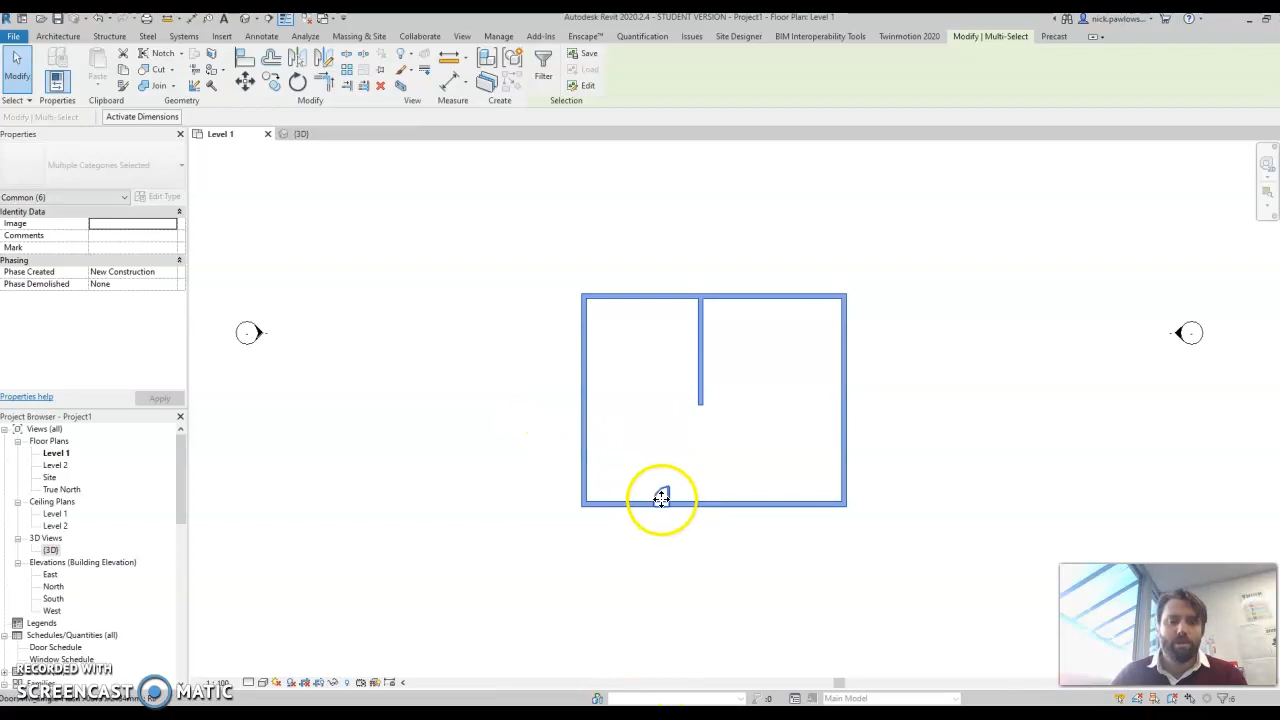 Autodesk Revit 2020.2.4 - STUDENT VERSION - Project1 - Floor Plan: Level 1
nick.pawlows...
File Architecture Structure Steel Systems Insert Annotate Analyze Massing & Site Collaborate View Manage Add-Ins Enscape™ Quantification Issues Site Designer BIM Interoperability Tools Twinmotion 2020 Modify | Multi-Select Precast
Modify
Paste
Notch
Cut
Join
Filter
Save
Load
Edit
Select Properties Clipboard Geometry Modify View Measure Create Selection
Modify | Multi-Select Activate Dimensions
Properties
Level 1
{3D}
Multiple Categories Selected
Common (6)
Edit Type
Identity Data
Image
Comments
Mark
Phasing
Phase Created New Construction
Phase Demolished None
Properties help
Apply
Project Browser - Project1
Views (all)
Floor Plans
Level 1
Level 2
Site
True North
Ceiling Plans
Level 1
Level 2
3D Views
{3D}
Elevations (Building Elevation)
East
North
South
West
Legends
Schedules/Quantities (all)
Door Schedule
Window Schedule
RECORDED WITH
SCREENCAST MATIC
1 : 100
:0
Main Model
:6